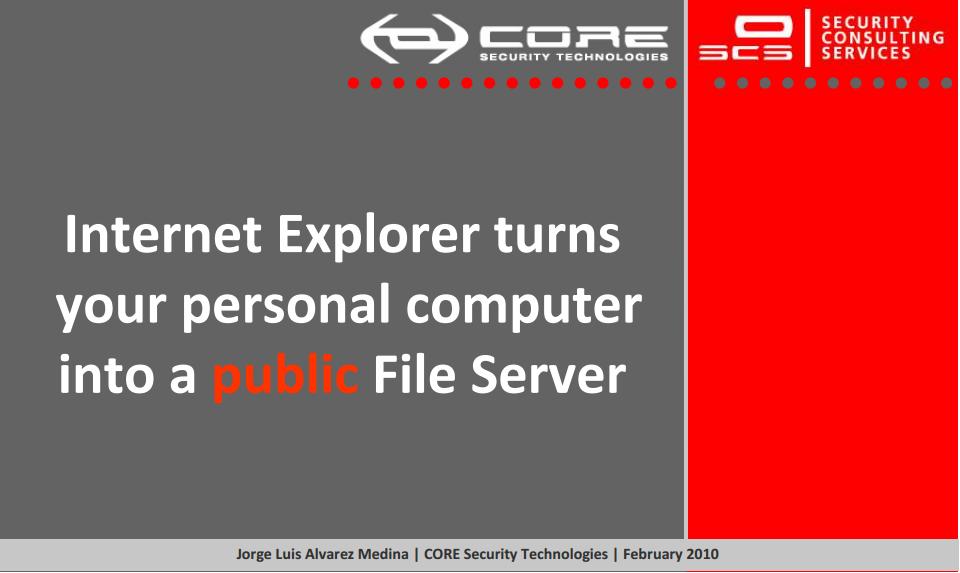 CORE
SECURITY TECHNOLOGIES
SCS
SECURITY
CONSULTING
SERVICES
Internet Explorer turns
your personal computer
into a public File Server
Jorge Luis Alvarez Medina | CORE Security Technologies | February 2010